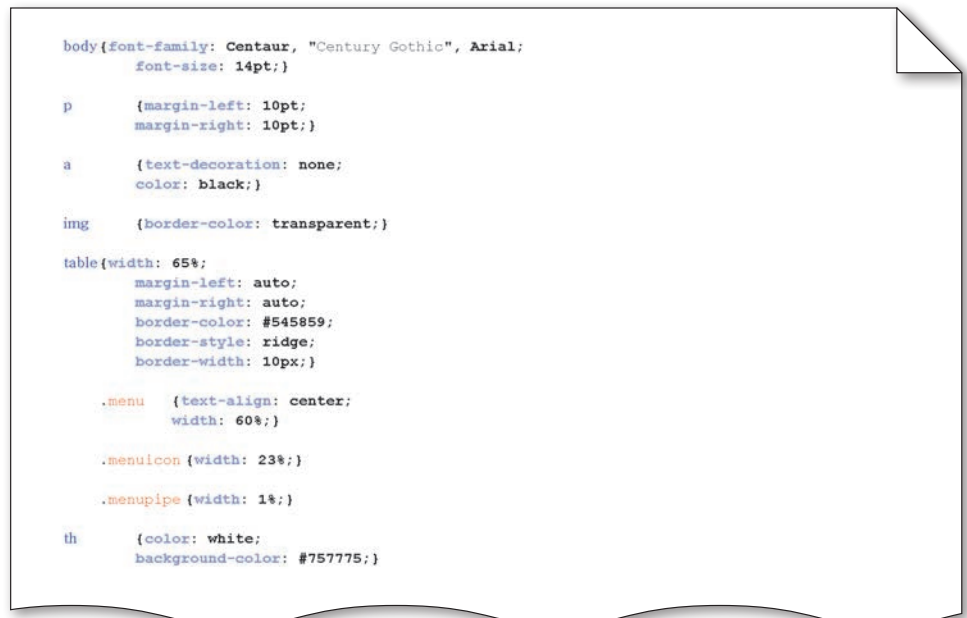 body{font-family: Centaur, "Century Gothic", Arial;
font-size: 14pt;}
p {margin-left: 10pt;
margin-right: 10pt;}
a {text-decoration: none;
color: black;}
img {border-color: transparent;}
table{width: 65%;
margin-left: auto;
margin-right: auto;
border-color: #545859;
border-style: ridge;
border-width: 10px;}
.menu {text-align: center;
width: 60%;}
.menuicon {width: 23%;}
.menupipe {width: 1%;}
th {color: white;
background-color: #757775;}